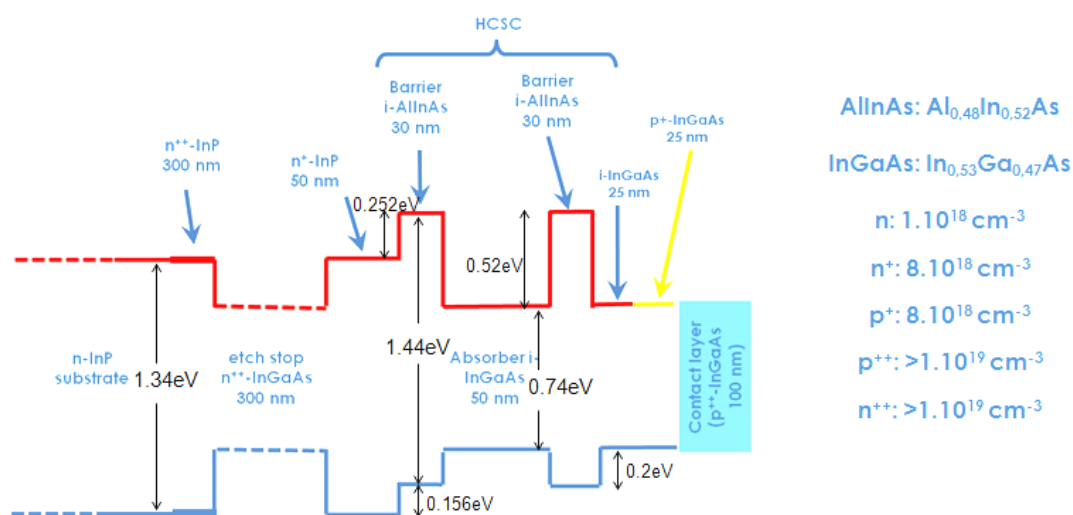 HCSC
Barrier
i-AlInAs
30 nm
Barrier
i-AlInAs
30 nm
p+-InGaAs
25 nm
n⁺⁺-InP
300 nm
n⁺-InP
50 nm
i-InGaAs
25 nm
0.252eV
0.52eV
n-InP
substrate
1.34eV
etch stop
n⁺⁺-InGaAs
300 nm
1.44eV
Absorber i-
InGaAs
50 nm
0.74eV
Contact layer
(p⁺⁺-InGaAs
100 nm)
0.156eV
0.2eV
AlInAs: Al₀,₄₈In₀,₅₂As
InGaAs: In₀,₅₃Ga₀,₄₇As
n: 1.10¹⁸ cm⁻³
n⁺: 8.10¹⁸ cm⁻³
p⁺: 8.10¹⁸ cm⁻³
p⁺⁺: >1.10¹⁹ cm⁻³
n⁺⁺: >1.10¹⁹ cm⁻³